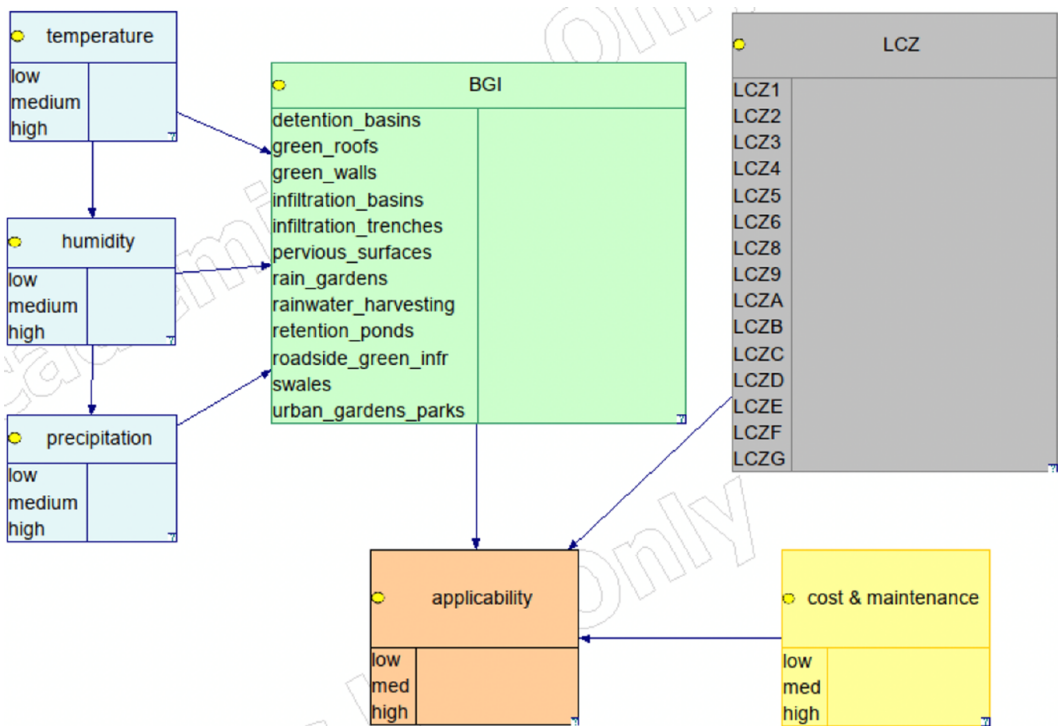 temperature
low
medium
high
humidity
low
medium
high
precipitation
low
medium
high
BGI
detention_basins
green_roofs
green_walls
infiltration_basins
infiltration_trenches
pervious_surfaces
rain_gardens
rainwater_harvesting
retention_ponds
roadside_green_infr
swales
urban_gardens_parks
LCZ
LCZ1
LCZ2
LCZ3
LCZ4
LCZ5
LCZ6
LCZ8
LCZ9
LCZA
LCZB
LCZC
LCZD
LCZE
LCZF
LCZG
applicability
low
med
high
cost & maintenance
low
med
high
only
only